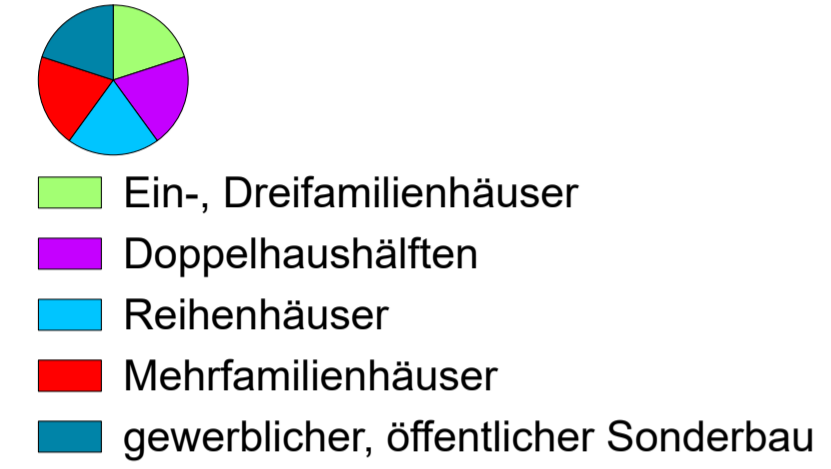 Ein-, Dreifamilienhäuser
Doppelhaushälften
Reihenhäuser
Mehrfamilienhäuser
gewerblicher, öffentlicher Sonderbau